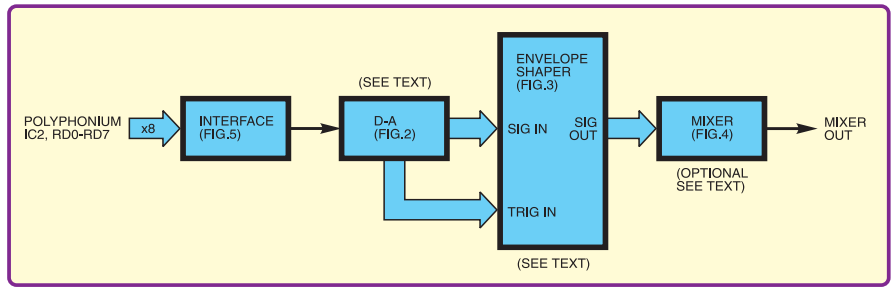 POLYPHONIUM
IC2, RD0-RD7
x8
INTERFACE
(FIG.5)
(SEE TEXT)
D-A
(FIG.2)
ENVELOPE
SHAPER
(FIG.3)
SIG IN
SIG
OUT
TRIG IN
(SEE TEXT)
MIXER
(FIG.4)
(OPTIONAL
SEE TEXT)
MIXER
OUT